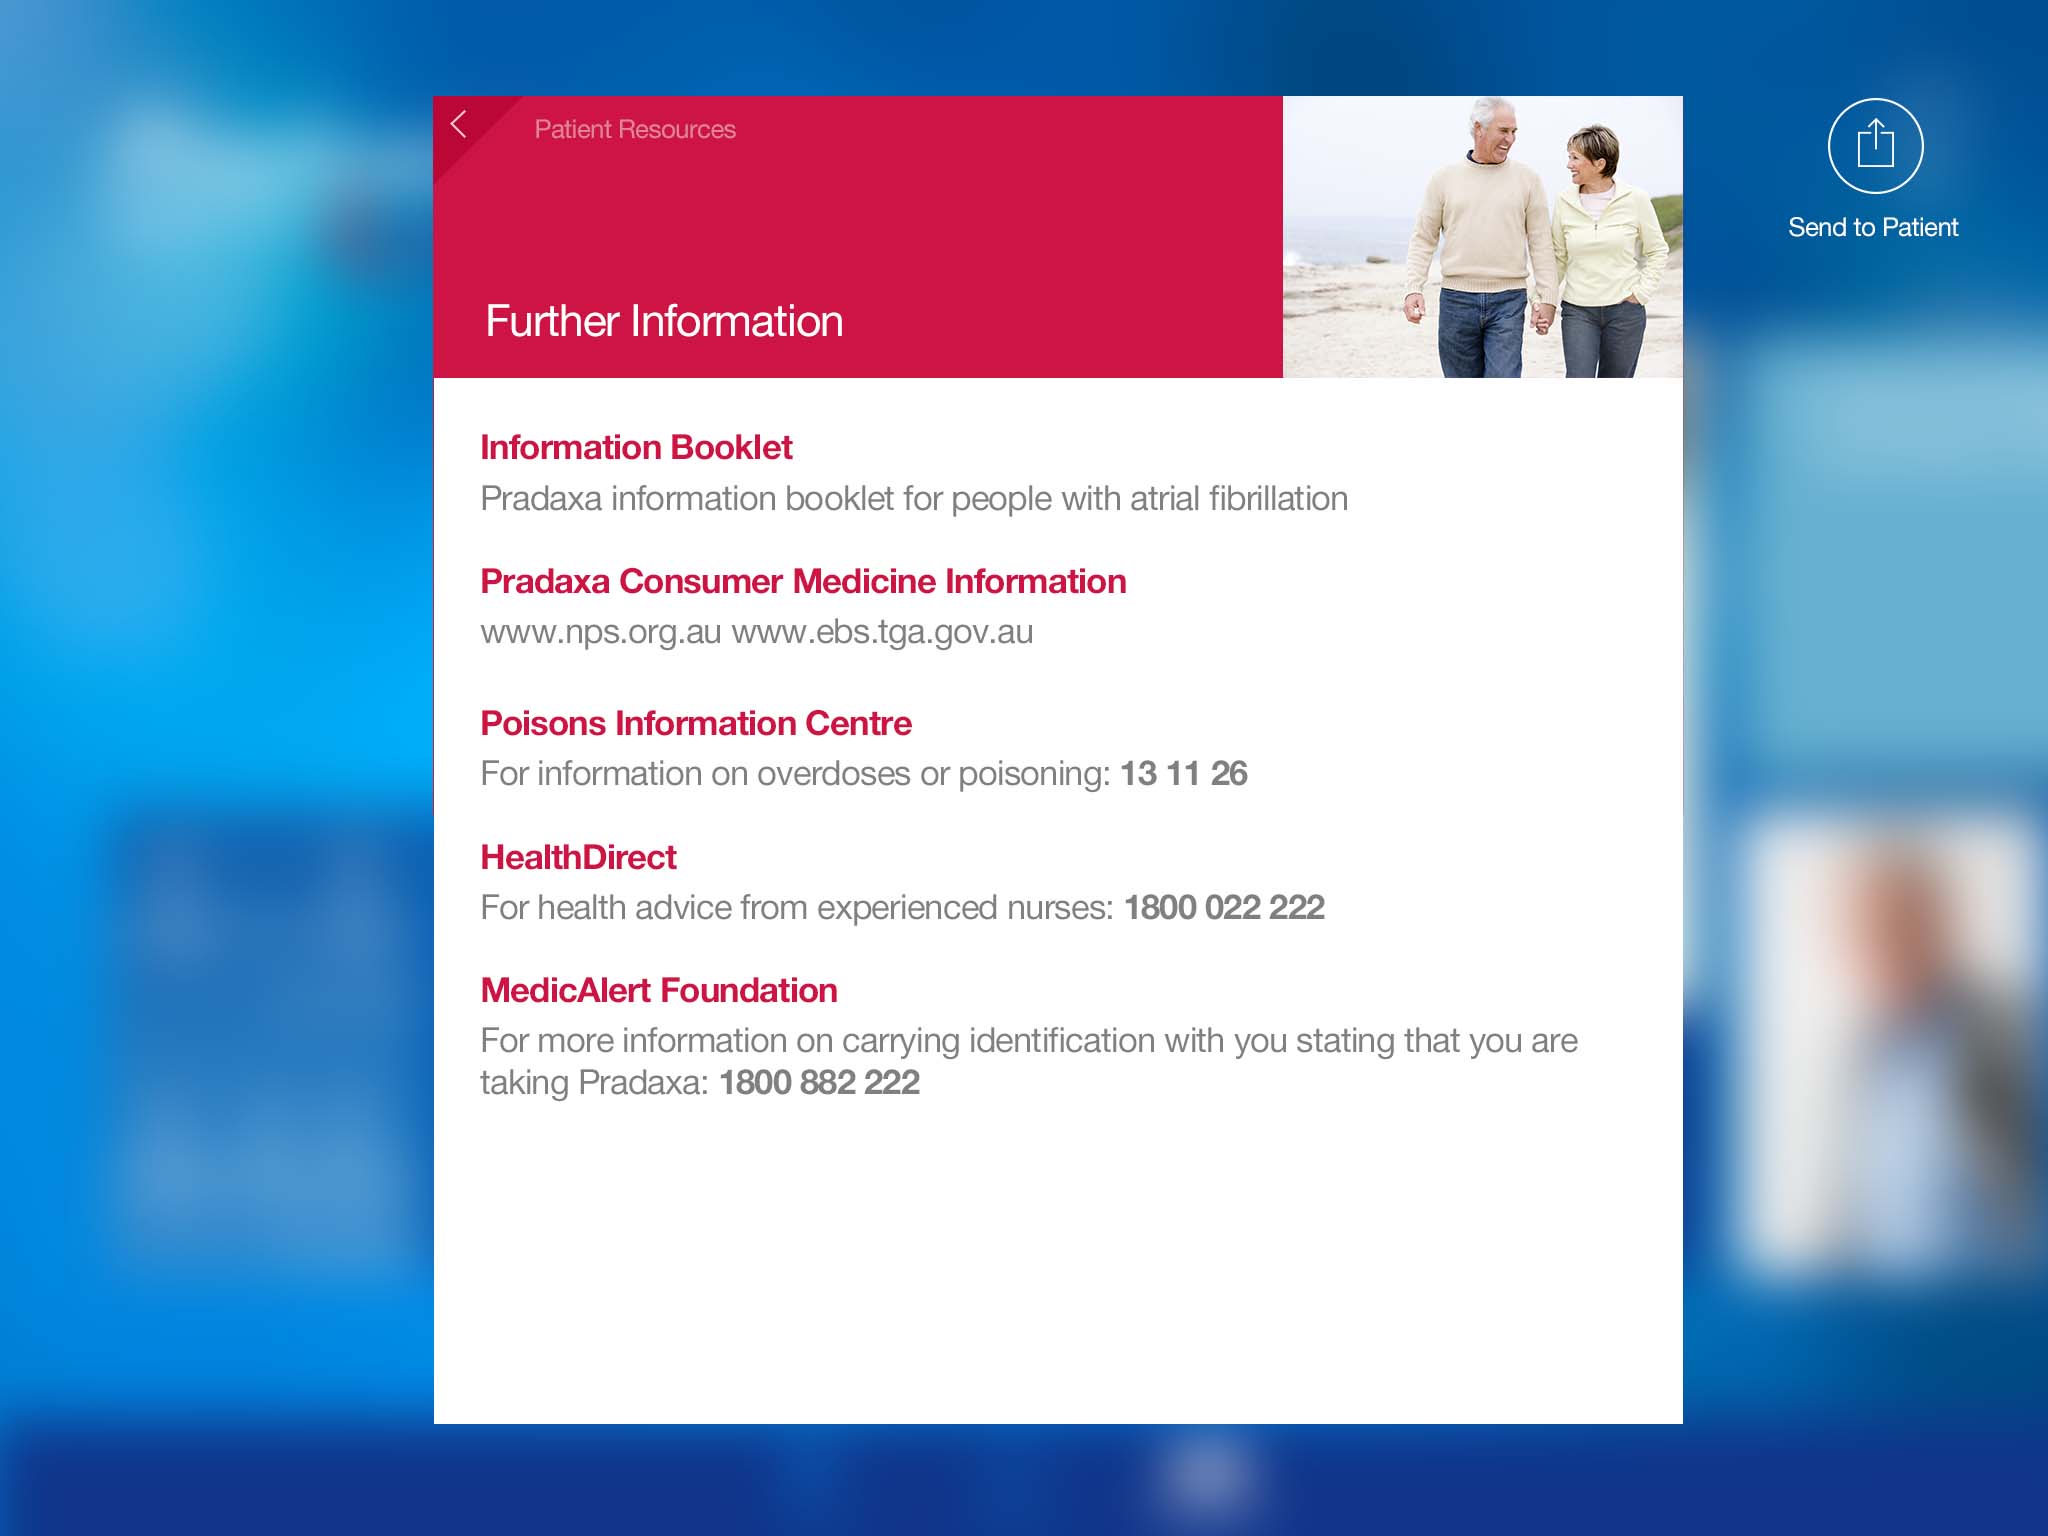 Patient Resources
Send to Patient
Further Information
Information Booklet
Pradaxa information booklet for people with atrial fibrillation
Pradaxa Consumer Medicine Information
www.nps.org.au www.ebs.tga.gov.au
Poisons Information Centre
For information on overdoses or poisoning: 13 11 26
HealthDirect
For health advice from experienced nurses: 1800 022 222
MedicAlert Foundation
For more information on carrying identification with you stating that you are
taking Pradaxa: 1800 882 222